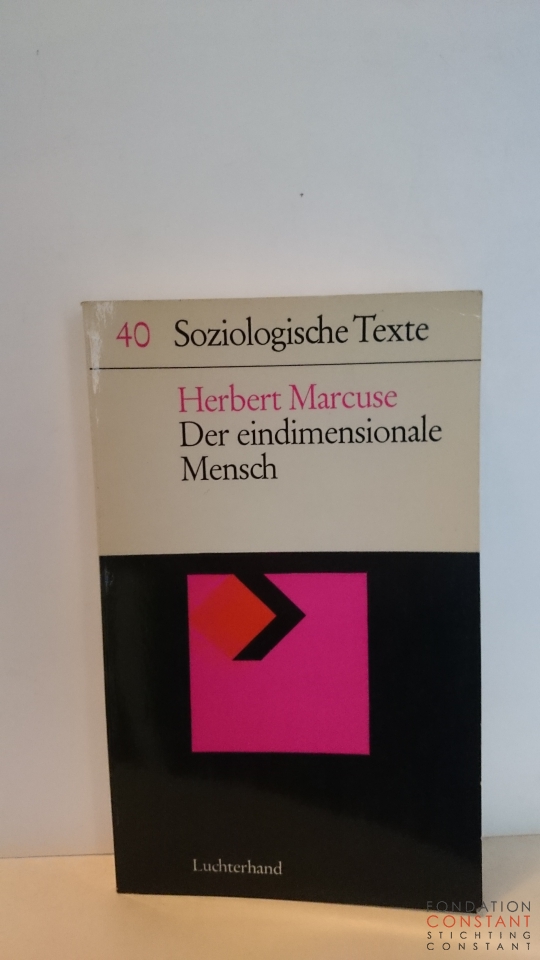 40 Soziologische Texte
Herbert Marcuse
Der eindimensionale
Mensch
Luchterhand
FONDATION
CONSTANT
STICHTING
CONSTANT